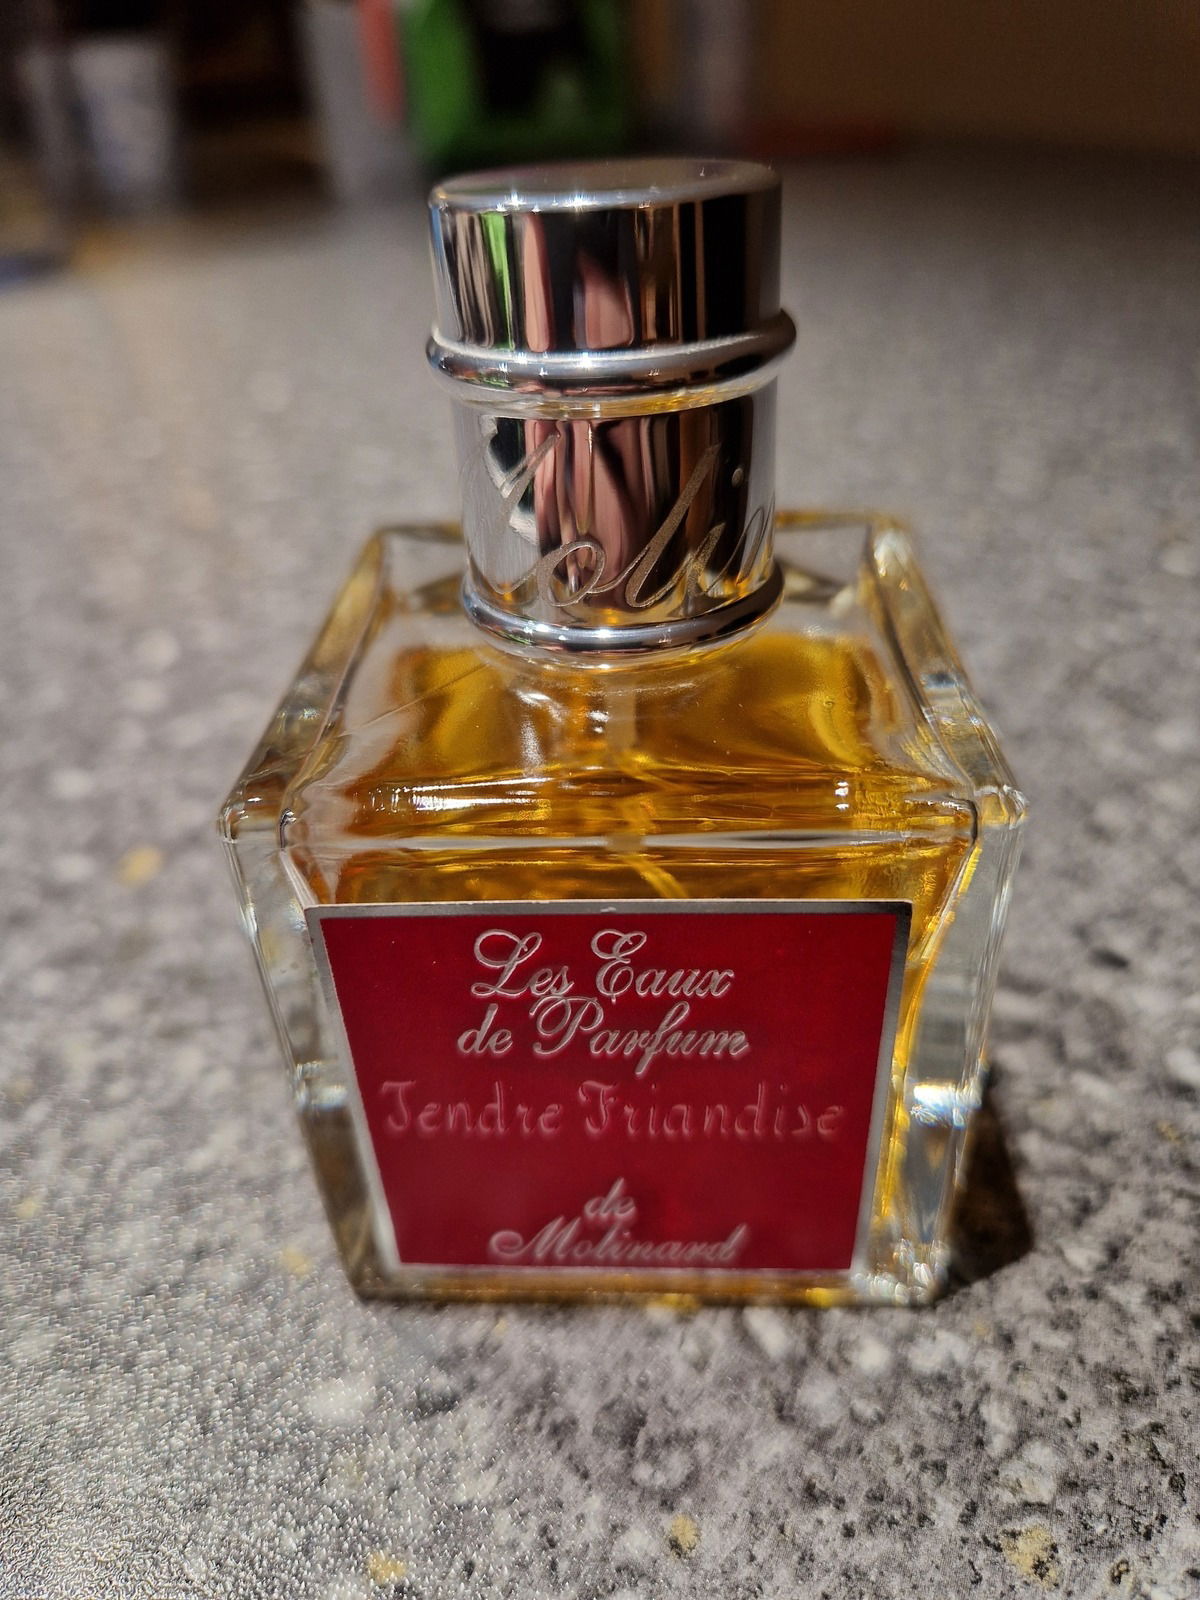 Les Eaux
de Parfum
Tendre Friandise
de
Molinard